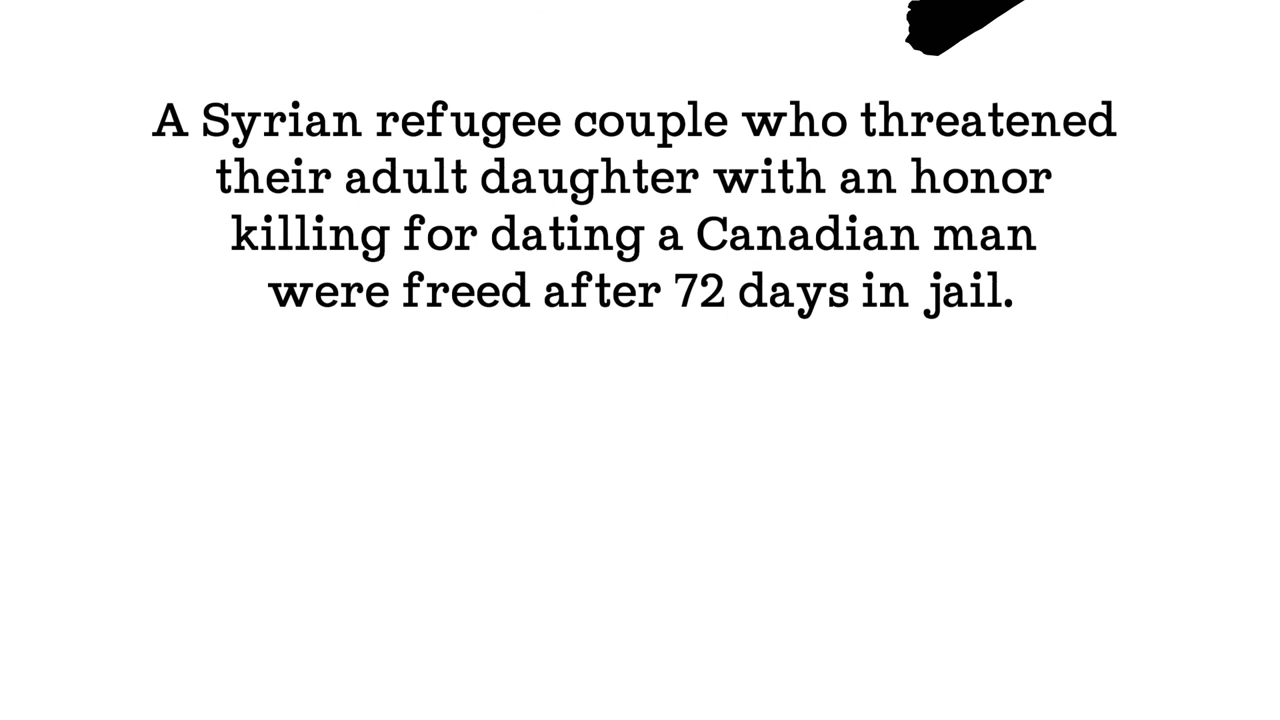 A Syrian refugee couple who threatened
their adult daughter with an honor
killing for dating a Canadian man
were freed after 72 days in jail.